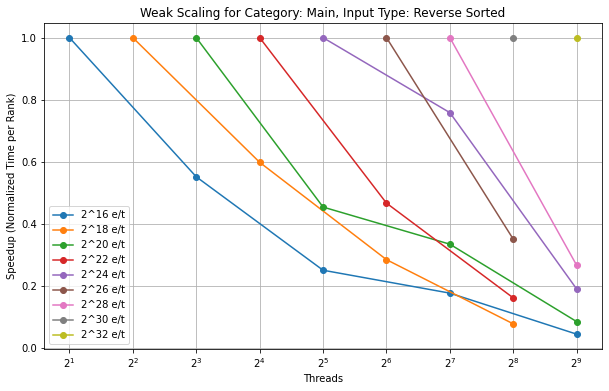 Weak Scaling for Category: Main, Input Type: Reverse Sorted
Speedup (Normalized Time per Rank)
1.0
0.8
0.6
0.4
0.2
0.0
2^16 e/t
2^18 e/t
2^20 e/t
2^22 e/t
2^24 e/t
2^26 e/t
2^28 e/t
2^30 e/t
2^32 e/t
2¹ 2² 2³ 2⁴ 2⁵ 2⁶ 2⁷ 2⁸ 2⁹
Threads